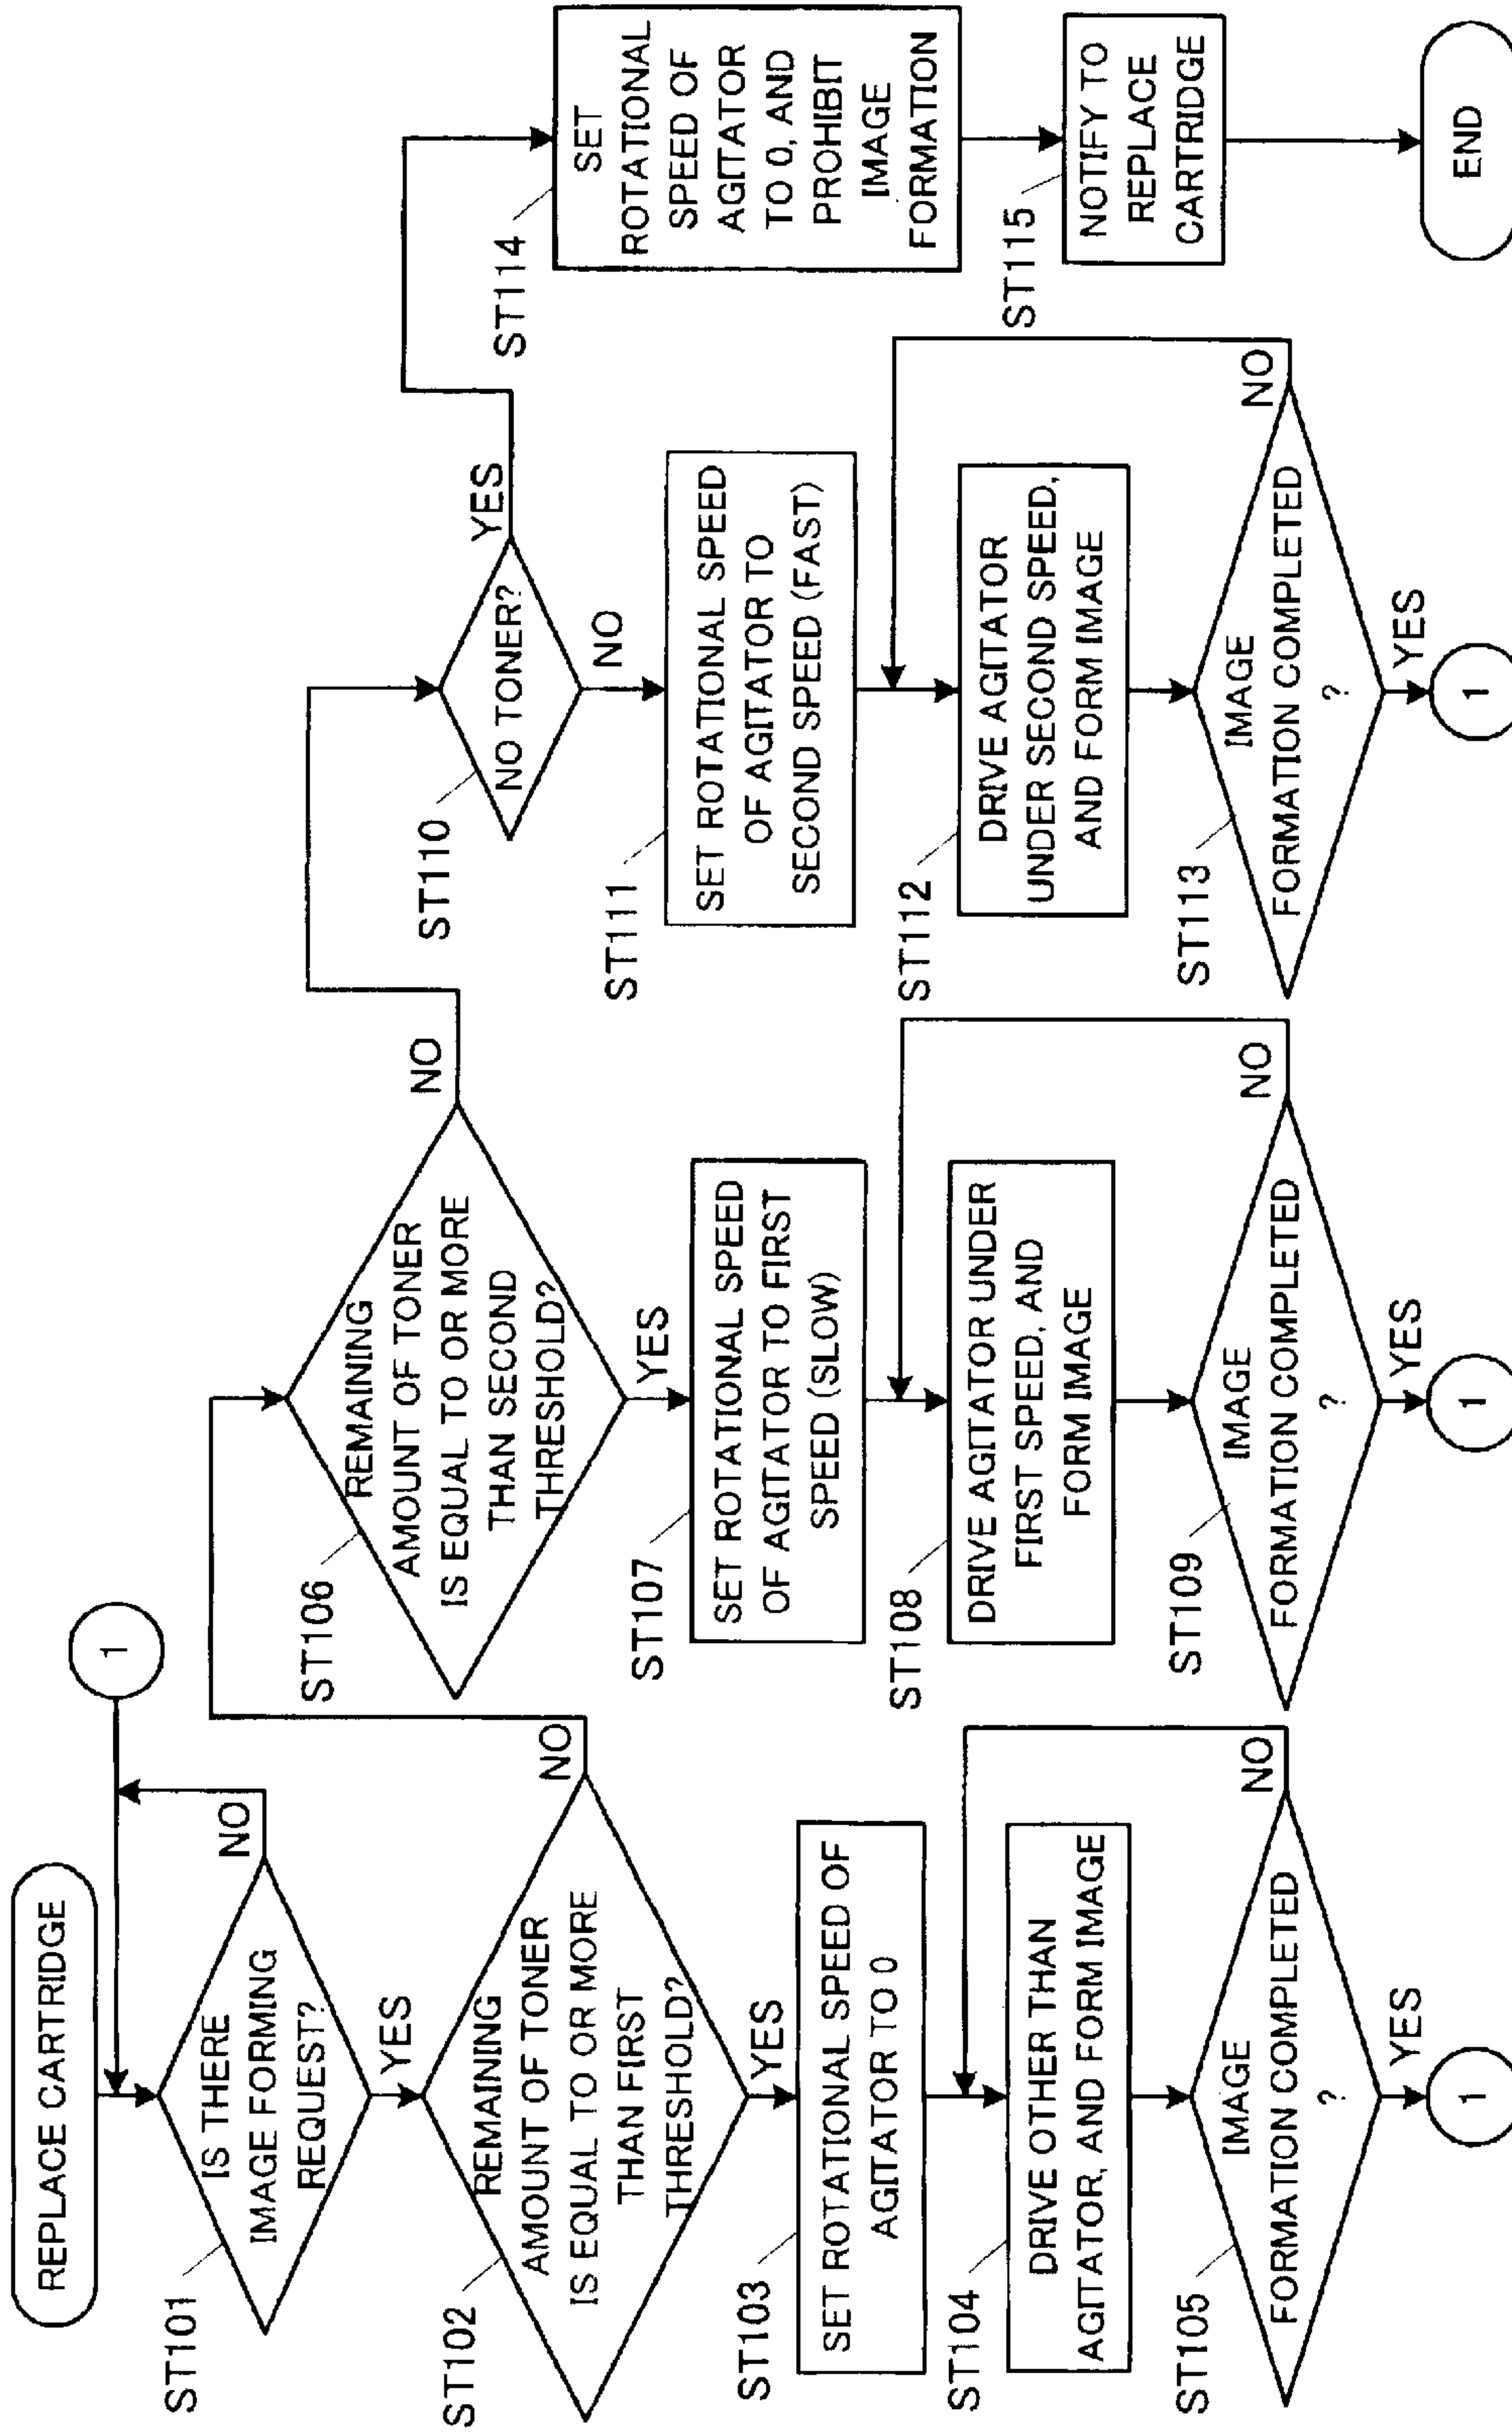 REPLACE CARTRIDGE
1
ST101
IS THERE
IMAGE FORMING
REQUEST?
NO
YES
ST102
REMAINING
AMOUNT OF TONER
IS EQUAL TO OR MORE
THAN FIRST
THRESHOLD?
NO
YES
ST103
SET ROTATIONAL SPEED OF
AGITATOR TO 0
ST104
DRIVE OTHER THAN
AGITATOR, AND FORM IMAGE
ST105
IMAGE
FORMATION COMPLETED
?
NO
YES
1
ST106
REMAINING
AMOUNT OF TONER
IS EQUAL TO OR MORE
THAN SECOND
THRESHOLD?
NO
YES
ST107
SET ROTATIONAL SPEED
OF AGITATOR TO FIRST
SPEED (SLOW)
ST108
DRIVE AGITATOR UNDER
FIRST SPEED, AND
FORM IMAGE
ST109
IMAGE
FORMATION COMPLETED
?
NO
YES
1
ST110
NO TONER?
YES
NO
ST111
SET ROTATIONAL SPEED
OF AGITATOR TO
SECOND SPEED (FAST)
ST112
DRIVE AGITATOR
UNDER SECOND SPEED,
AND FORM IMAGE
ST113
IMAGE
FORMATION COMPLETED
?
NO
YES
1
ST114
SET
ROTATIONAL
SPEED OF
AGITATOR
TO 0, AND
PROHIBIT
IMAGE
FORMATION
ST115
NOTIFY TO
REPLACE
CARTRIDGE
END